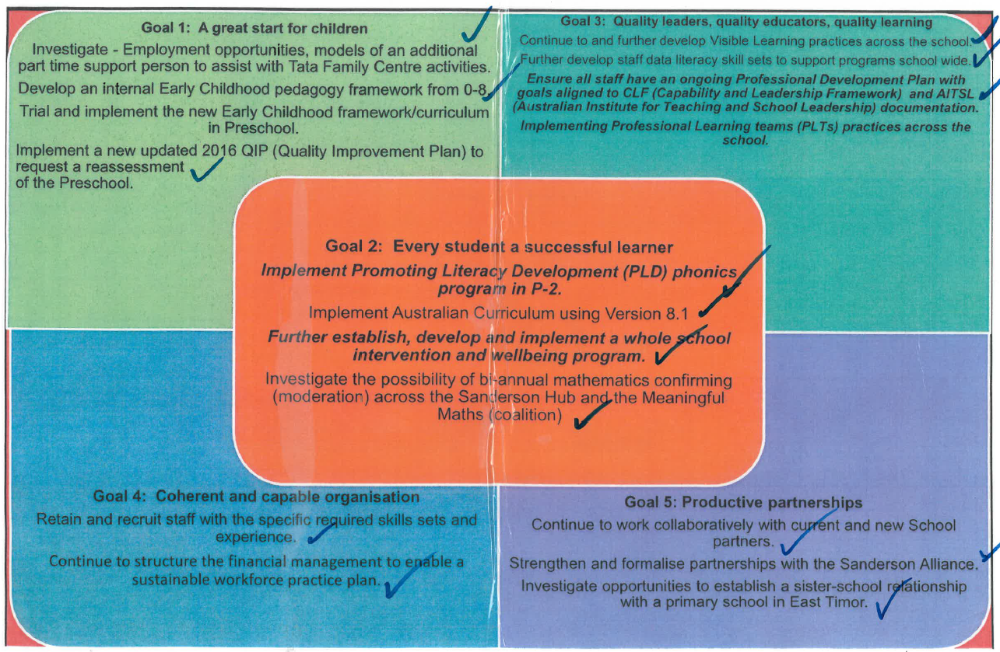 Goal 1: A great start for children
Investigate - Employment opportunities, models of an additional
part time support person to assist with Tata Family Centre activities.
Develop an internal Early Childhood pedagogy framework from 0-8.
Trial and implement the new Early Childhood framework/curriculum
in Preschool.
Implement a new updated 2016 QIP (Quality Improvement Plan) to
request a reassessment
of the Preschool.
Goal 3: Quality leaders, quality educators, quality learning
Continue to and further develop Visible Learning practices across the school.
Further develop staff data literacy skill sets to support programs school wide.
Ensure all staff have an ongoing Professional Development Plan with
goals aligned to CLF (Capability and Leadership Framework) and AITSL
(Australian Institute for Teaching and School Leadership) documentation.
Implementing Professional Learning teams (PLTs) practices across the
school.
Goal 2: Every student a successful learner
Implement Promoting Literacy Development (PLD) phonics
program in P-2.
Implement Australian Curriculum using Version 8.1
Further establish, develop and implement a whole school
intervention and wellbeing program.
Investigate the possibility of bi-annual mathematics confirming
(moderation) across the Sanderson Hub and the Meaningful
Maths (coalition)
Goal 4: Coherent and capable organisation
Retain and recruit staff with the specific required skills sets and
experience.
Continue to structure the financial management to enable a
sustainable workforce practice plan.
Goal 5: Productive partnerships
Continue to work collaboratively with current and new School
partners.
Strengthen and formalise partnerships with the Sanderson Alliance.
Investigate opportunities to establish a sister-school relationship
with a primary school in East Timor.